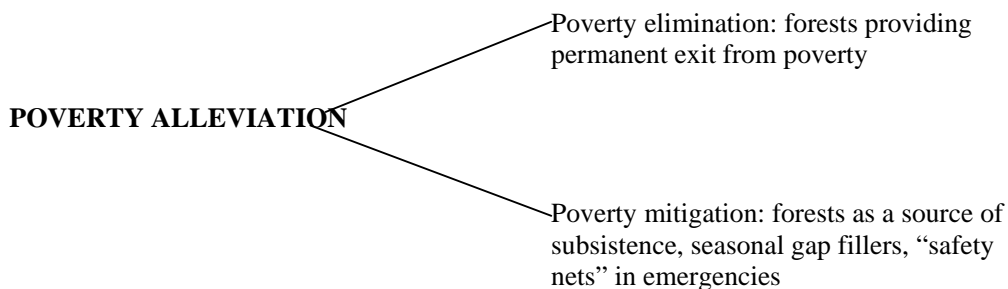 Poverty elimination: forests providing
permanent exit from poverty
POVERTY ALLEVIATION
Poverty mitigation: forests as a source of
subsistence, seasonal gap fillers, “safety
nets” in emergencies